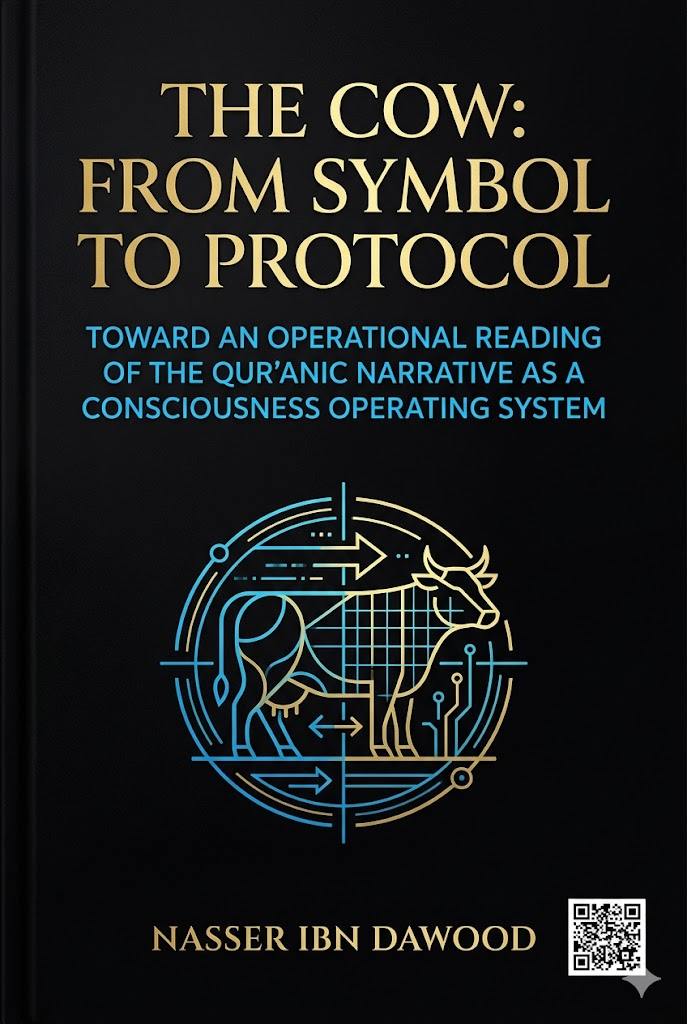 THE COW:
FROM SYMBOL
TO PROTOCOL
TOWARD AN OPERATIONAL READING
OF THE QUR'ANIC NARRATIVE AS A
CONSCIOUSNESS OPERATING SYSTEM
NASSER IBN DAWOOD